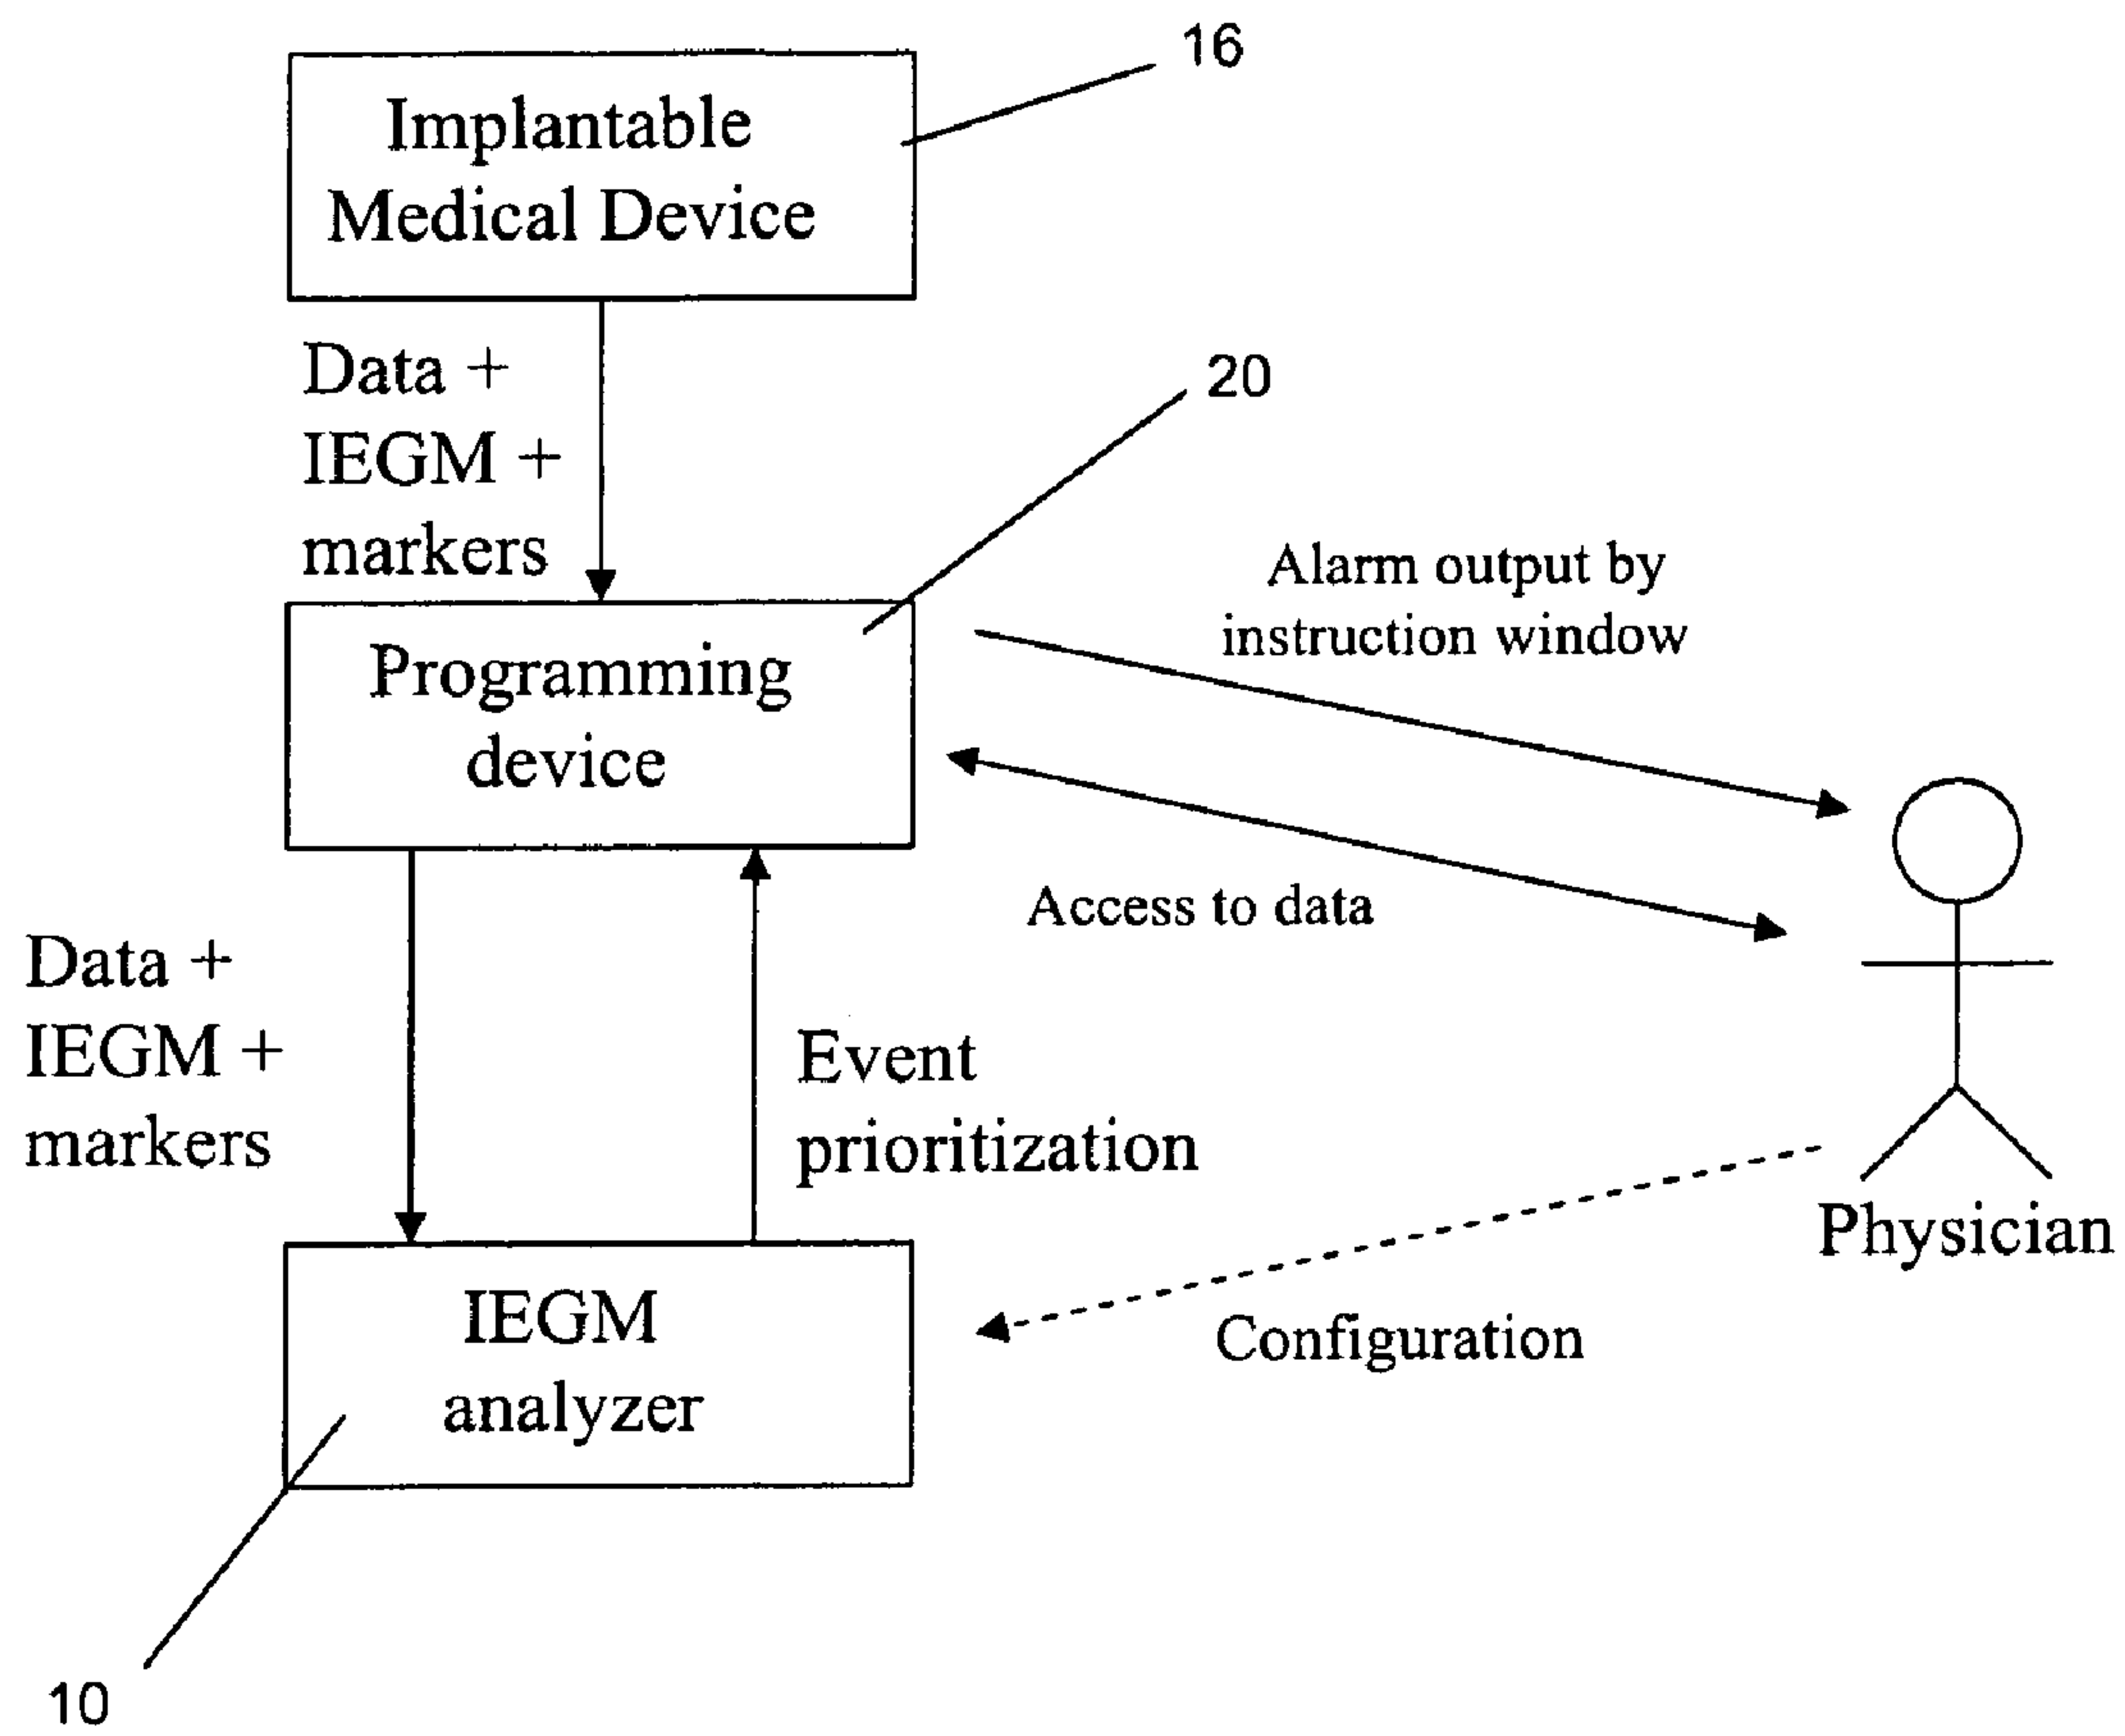 16
Implantable
Medical Device
Data +
IEGM +
markers
20
Alarm output by
instruction window
Programming
device
Access to data
Data +
IEGM +
markers
Event
prioritization
Physician
IEGM
analyzer
Configuration
10